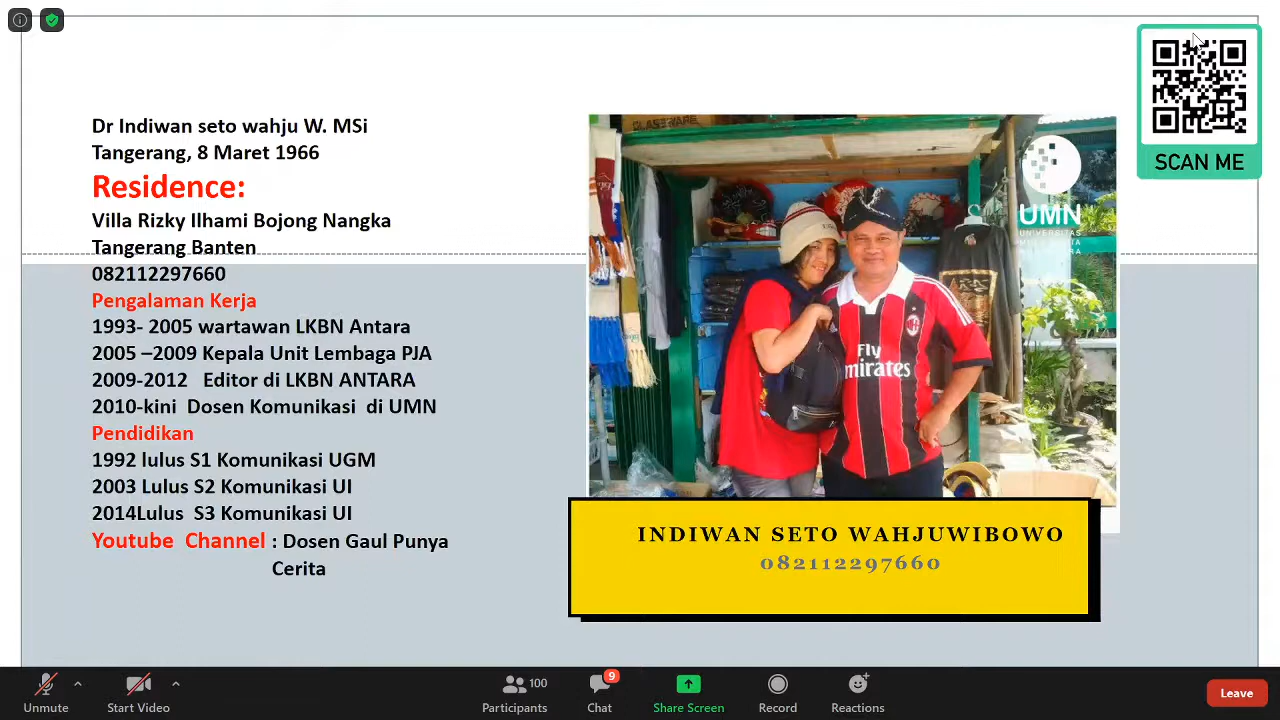 Dr Indiwan seto wahju W. MSi
Tangerang, 8 Maret 1966
Residence:
Villa Rizky Ilhami Bojong Nangka
Tangerang Banten
082112297660
Pengalaman Kerja
1993- 2005 wartawan LKBN Antara
2005 –2009 Kepala Unit Lembaga PJA
2009-2012 Editor di LKBN ANTARA
2010-kini Dosen Komunikasi di UMN
Pendidikan
1992 lulus S1 Komunikasi UGM
2003 Lulus S2 Komunikasi UI
2014Lulus S3 Komunikasi UI
Youtube Channel : Dosen Gaul Punya
Cerita
SCAN ME
GLASSWARE
UMN
UNIVERSITAS
Fly
mirates
INDIWAN SETO WAHJUWIBOWO
082112297660
Unmute
Start Video
Participants
100
Chat
9
Share Screen
Record
Reactions
Leave